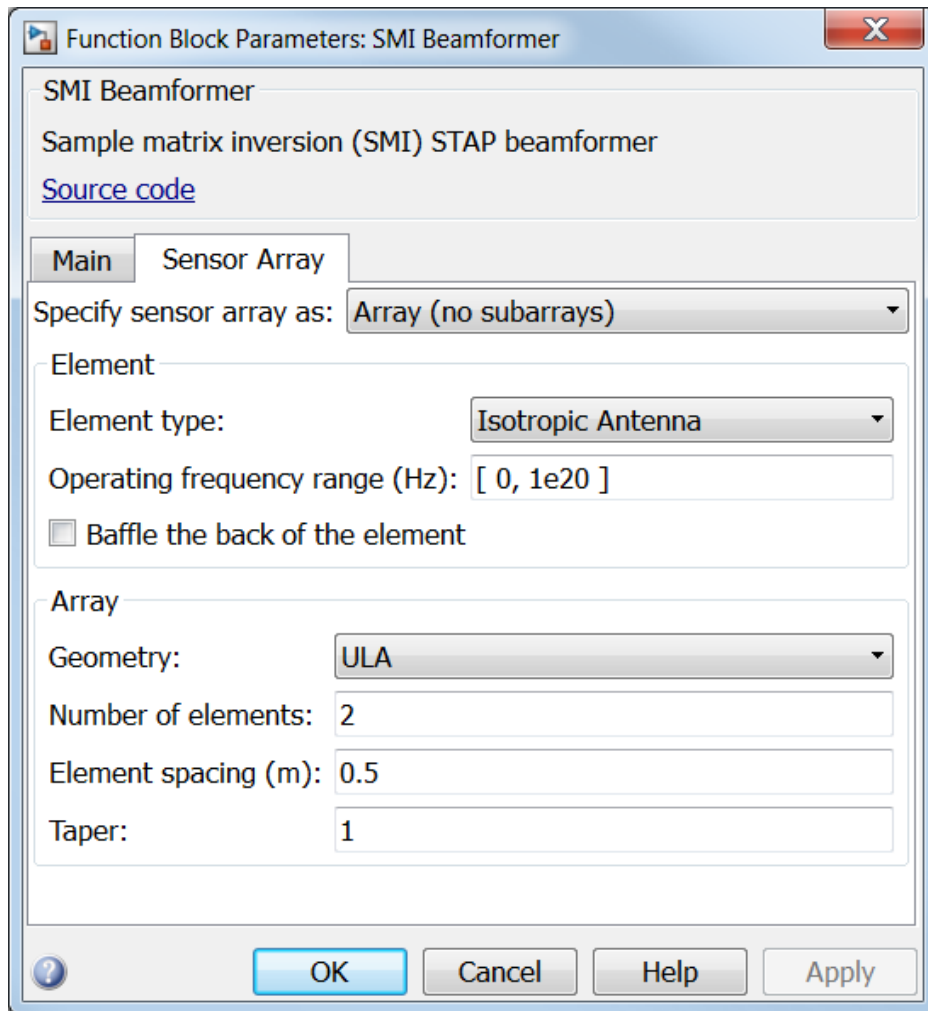 Function Block Parameters: SMI Beamformer
SMI Beamformer
Sample matrix inversion (SMI) STAP beamformer
Source code
Main Sensor Array
Specify sensor array as: Array (no subarrays)
Element
Element type: Isotropic Antenna
Operating frequency range (Hz): [ 0, 1e20 ]
Baffle the back of the element
Array
Geometry: ULA
Number of elements: 2
Element spacing (m): 0.5
Taper: 1
OK Cancel Help Apply